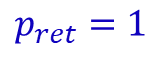 p_ret = 1